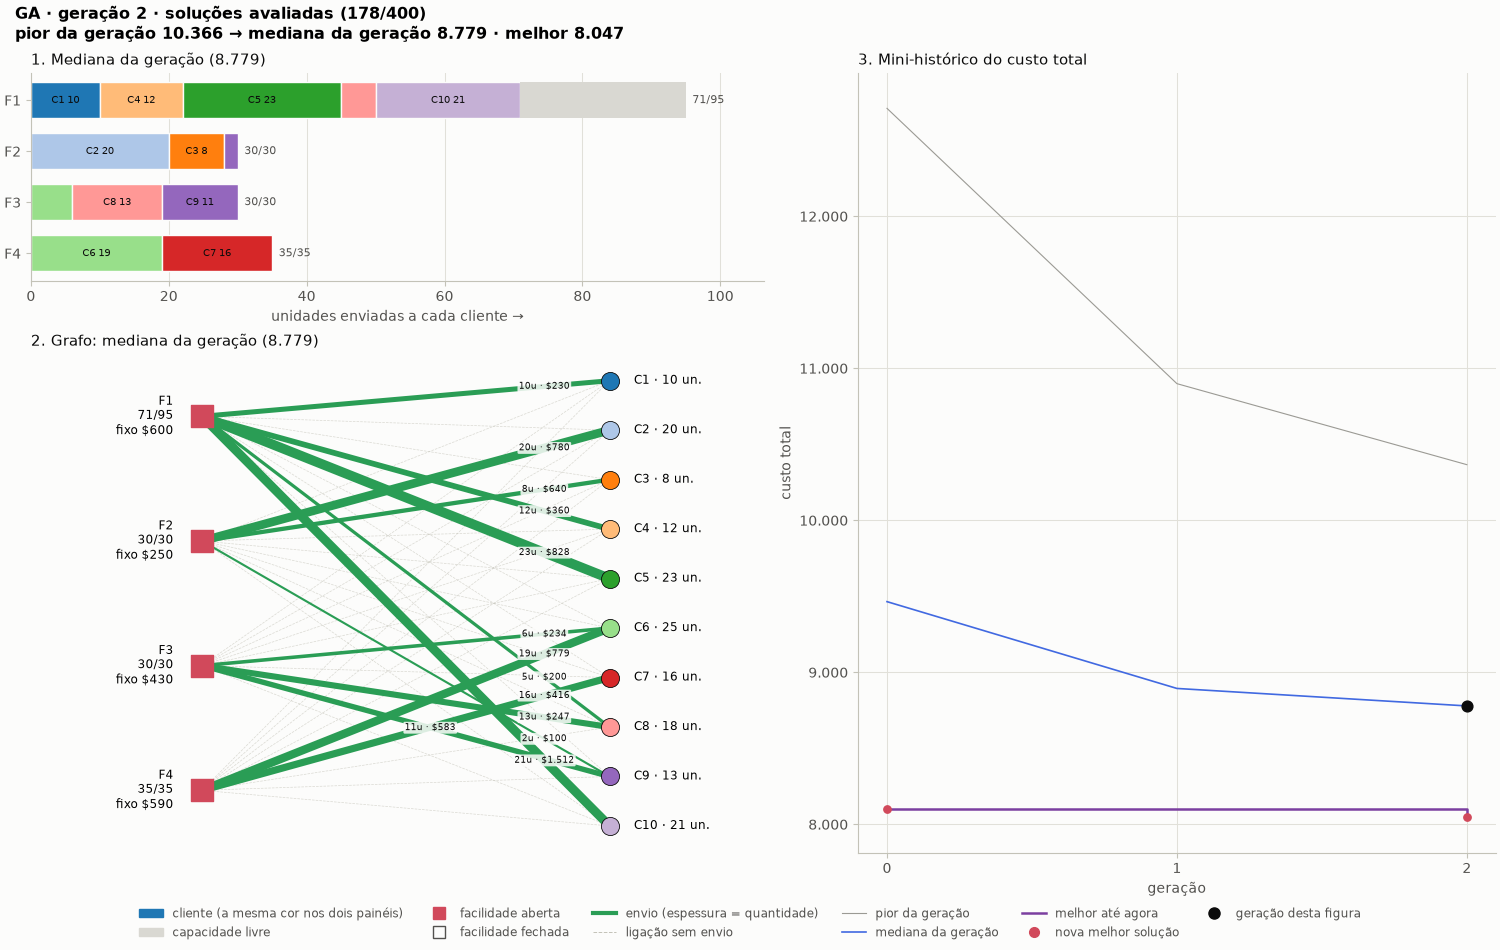 GA · geração 2 · soluções avaliadas (178/400)
pior da geração 10.366 → mediana da geração 8.779 · melhor 8.047
1. Mediana da geração (8.779)
F1
C1 10
C4 12
C5 23
C10 21
71/95
F2
C2 20
C3 8
30/30
F3
C8 13
C9 11
30/30
F4
C6 19
C7 16
35/35
0
20
40
60
80
100
unidades enviadas a cada cliente →
2. Grafo: mediana da geração (8.779)
F1
71/95
fixo $600
F2
30/30
fixo $250
F3
30/30
fixo $430
F4
35/35
fixo $590
10u · $230
20u · $780
8u · $640
12u · $360
23u · $828
6u · $234
19u · $779
5u · $200
16u · $416
13u · $247
11u · $583
2u · $100
21u · $1.512
C1 · 10 un.
C2 · 20 un.
C3 · 8 un.
C4 · 12 un.
C5 · 23 un.
C6 · 25 un.
C7 · 16 un.
C8 · 18 un.
C9 · 13 un.
C10 · 21 un.
3. Mini-histórico do custo total
custo total
12.000
11.000
10.000
9.000
8.000
0
1
2
geração
cliente (a mesma cor nos dois painéis)
capacidade livre
facilidade aberta
facilidade fechada
envio (espessura = quantidade)
ligação sem envio
pior da geração
mediana da geração
melhor até agora
nova melhor solução
geração desta figura